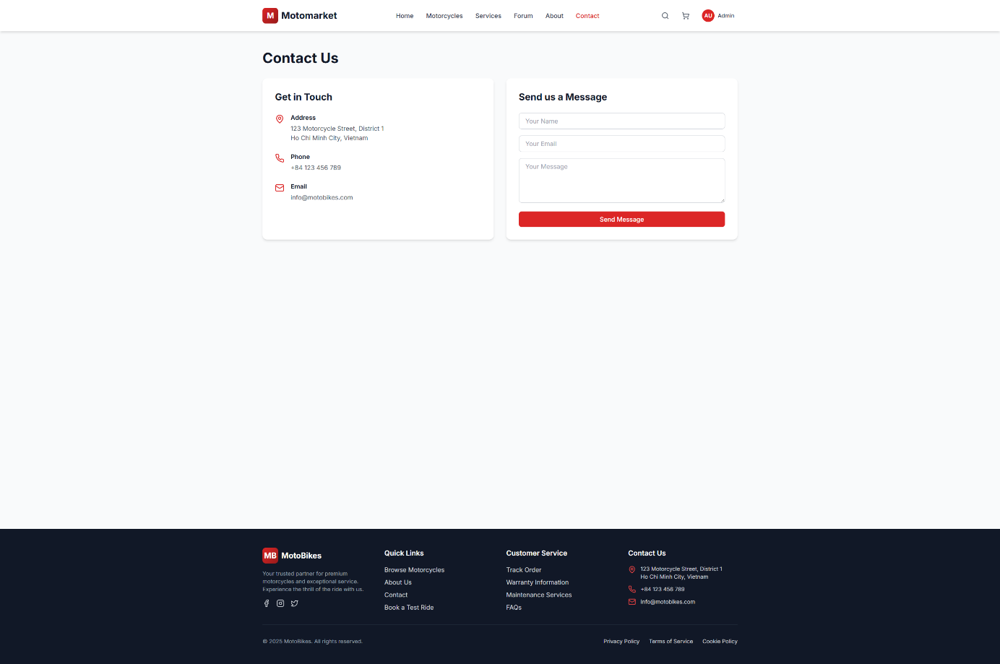 M Motomarket
Home Motorcycles Services Forum About Contact
AU Admin
Contact Us
Get in Touch
Address
123 Motorcycle Street, District 1
Ho Chi Minh City, Vietnam
Phone
+84 123 456 789
Email
info@motobikes.com
Send us a Message
Your Name
Your Email
Your Message
Send Message
MB MotoBikes
Your trusted partner for premium
motorcycles and exceptional service.
Experience the thrill of the ride with us.
Quick Links
Browse Motorcycles
About Us
Contact
Book a Test Ride
Customer Service
Track Order
Warranty Information
Maintenance Services
FAQs
Contact Us
123 Motorcycle Street, District 1
Ho Chi Minh City, Vietnam
+84 123 456 789
info@motobikes.com
© 2025 MotoBikes. All rights reserved.
Privacy Policy Terms of Service Cookie Policy